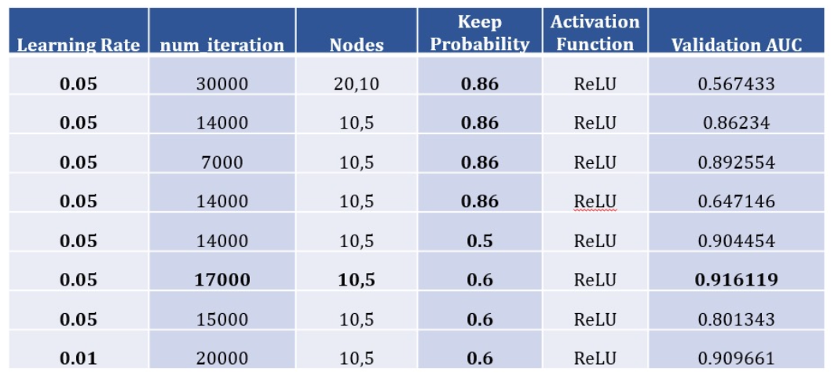 Learning Rate num_iteration Nodes Keep Probability Activation Function Validation AUC
0.05 30000 20,10 0.86 ReLU 0.567433
0.05 14000 10,5 0.86 ReLU 0.86234
0.05 7000 10,5 0.86 ReLU 0.892554
0.05 14000 10,5 0.86 ReLU 0.647146
0.05 14000 10,5 0.5 ReLU 0.904454
0.05 17000 10,5 0.6 ReLU 0.916119
0.05 15000 10,5 0.6 ReLU 0.801343
0.01 20000 10,5 0.6 ReLU 0.909661